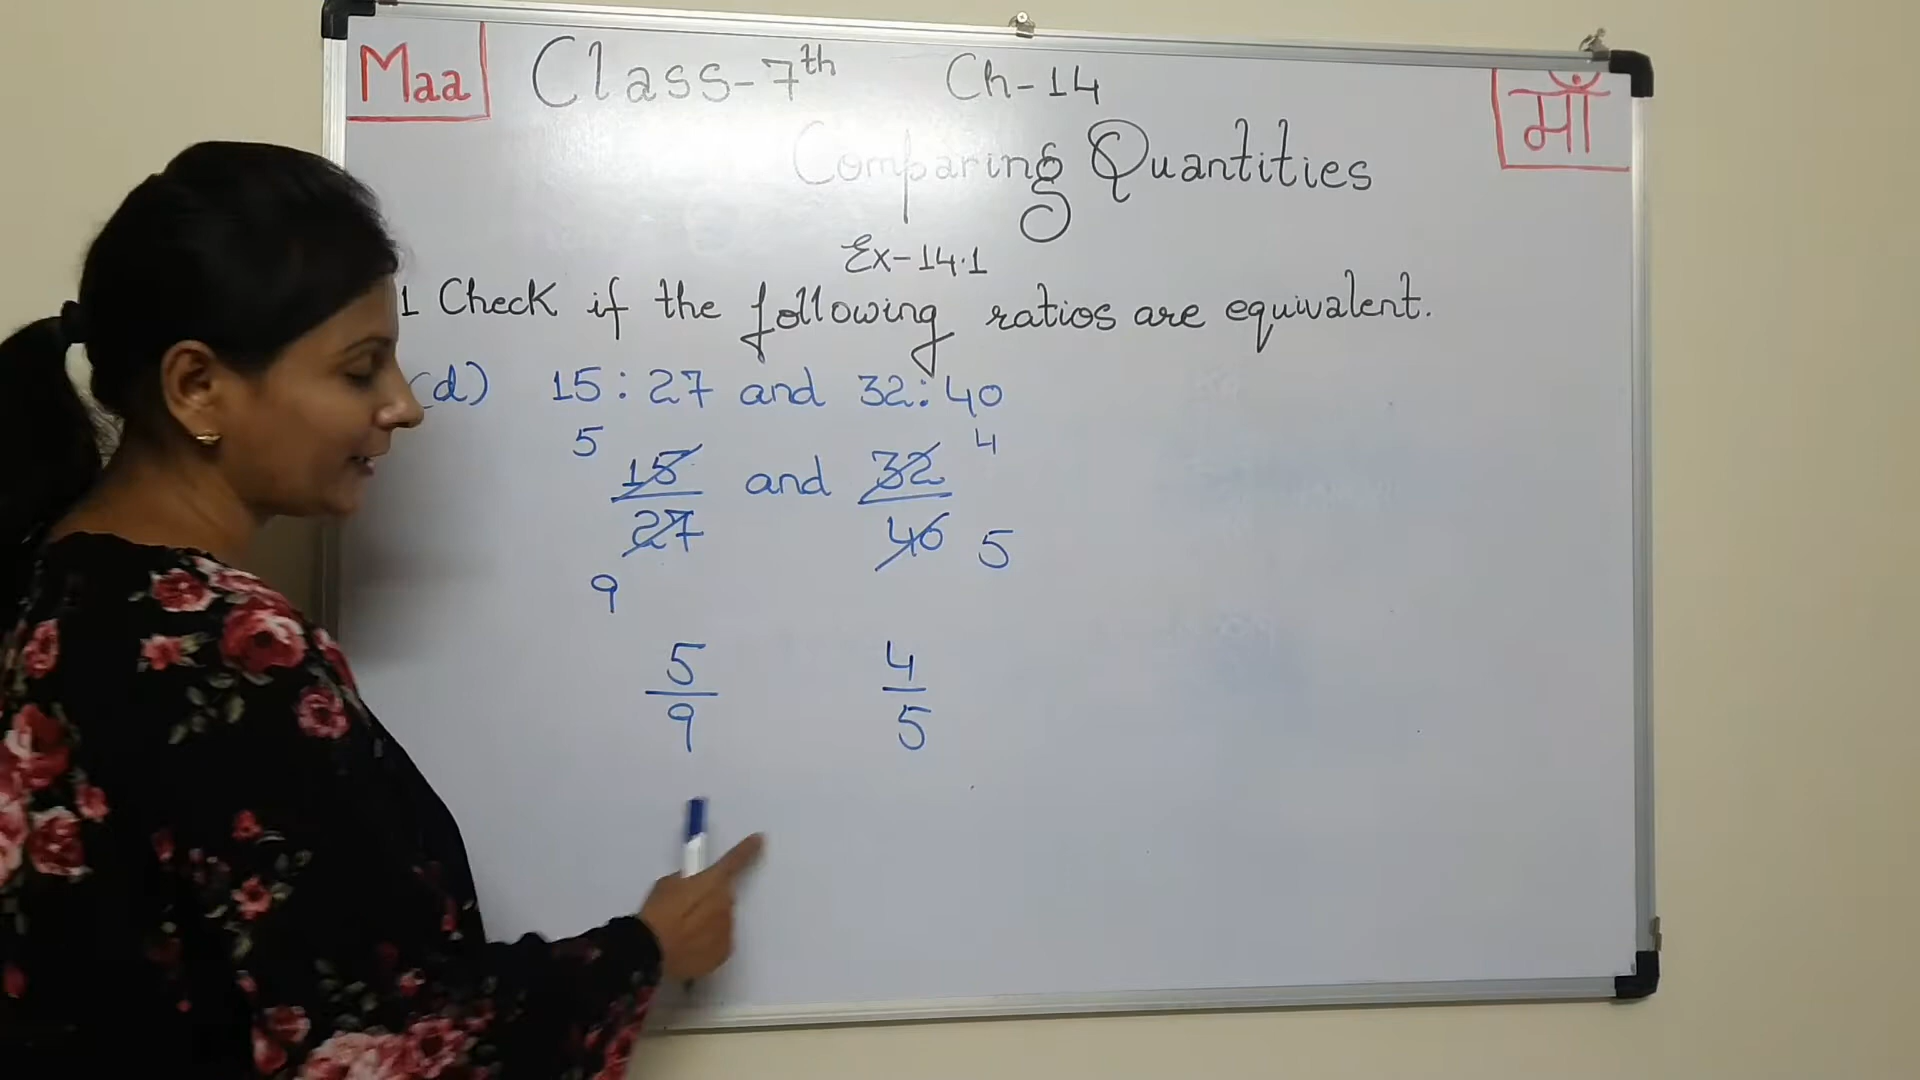 Maa Class-7th Ch-14 माँ
Comparing Quantities
Ex-14.1
1 Check if the following ratios are equivalent.
(d) 15:27 and 32:40
5 4
15/27 and 32/40
5
9
5/9 4/5